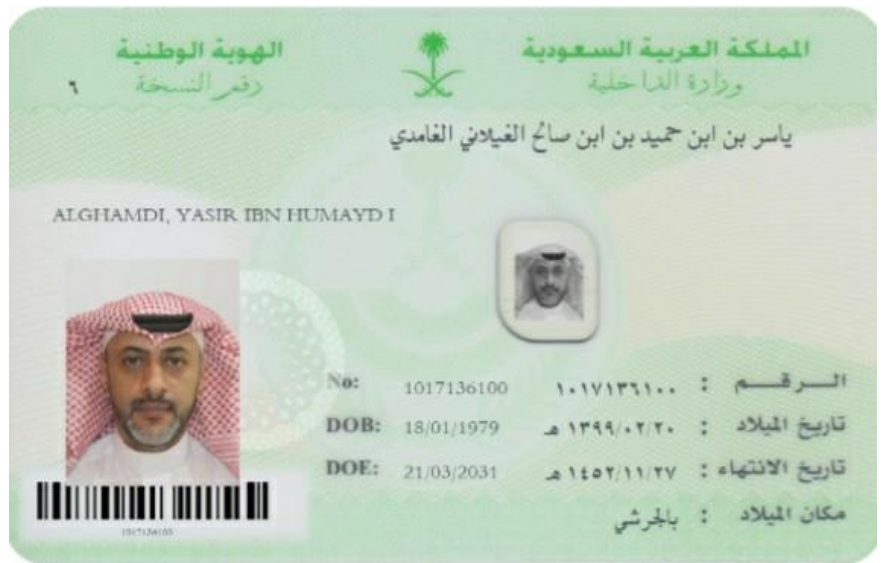 المملكة العربية السعودية
وزارة الداخلية
الهوية الوطنية
رقم النسخة ٦
ياسر بن ابن حميد بن ابن صالح الغيلاني الغامدي
ALGHAMDI, YASIR IBN HUMAYD I
الرقم : ١٠١٧١٣٦١٠٠ 1017136100 No:
تاريخ الميلاد : ١٣٩٩/٠٢/٢٠ هـ 18/01/1979 DOB:
تاريخ الانتهاء : ١٤٥٢/١١/٢٧ هـ 21/03/2031 DOE:
مكان الميلاد : بالجرشي
1017136100